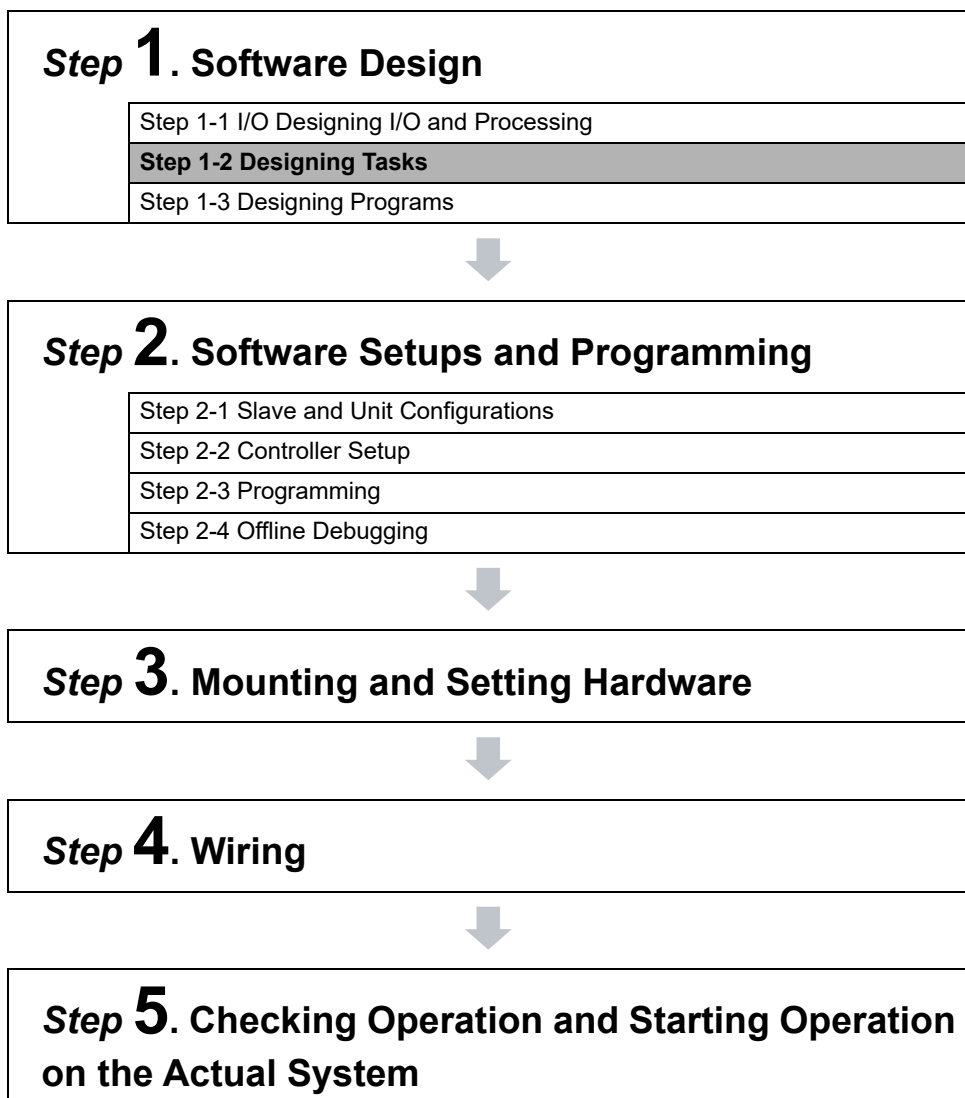 Step 1. Software Design
Step 1-1 I/O Designing I/O and Processing
Step 1-2 Designing Tasks
Step 1-3 Designing Programs
Step 2. Software Setups and Programming
Step 2-1 Slave and Unit Configurations
Step 2-2 Controller Setup
Step 2-3 Programming
Step 2-4 Offline Debugging
Step 3. Mounting and Setting Hardware
Step 4. Wiring
Step 5. Checking Operation and Starting Operation
on the Actual System